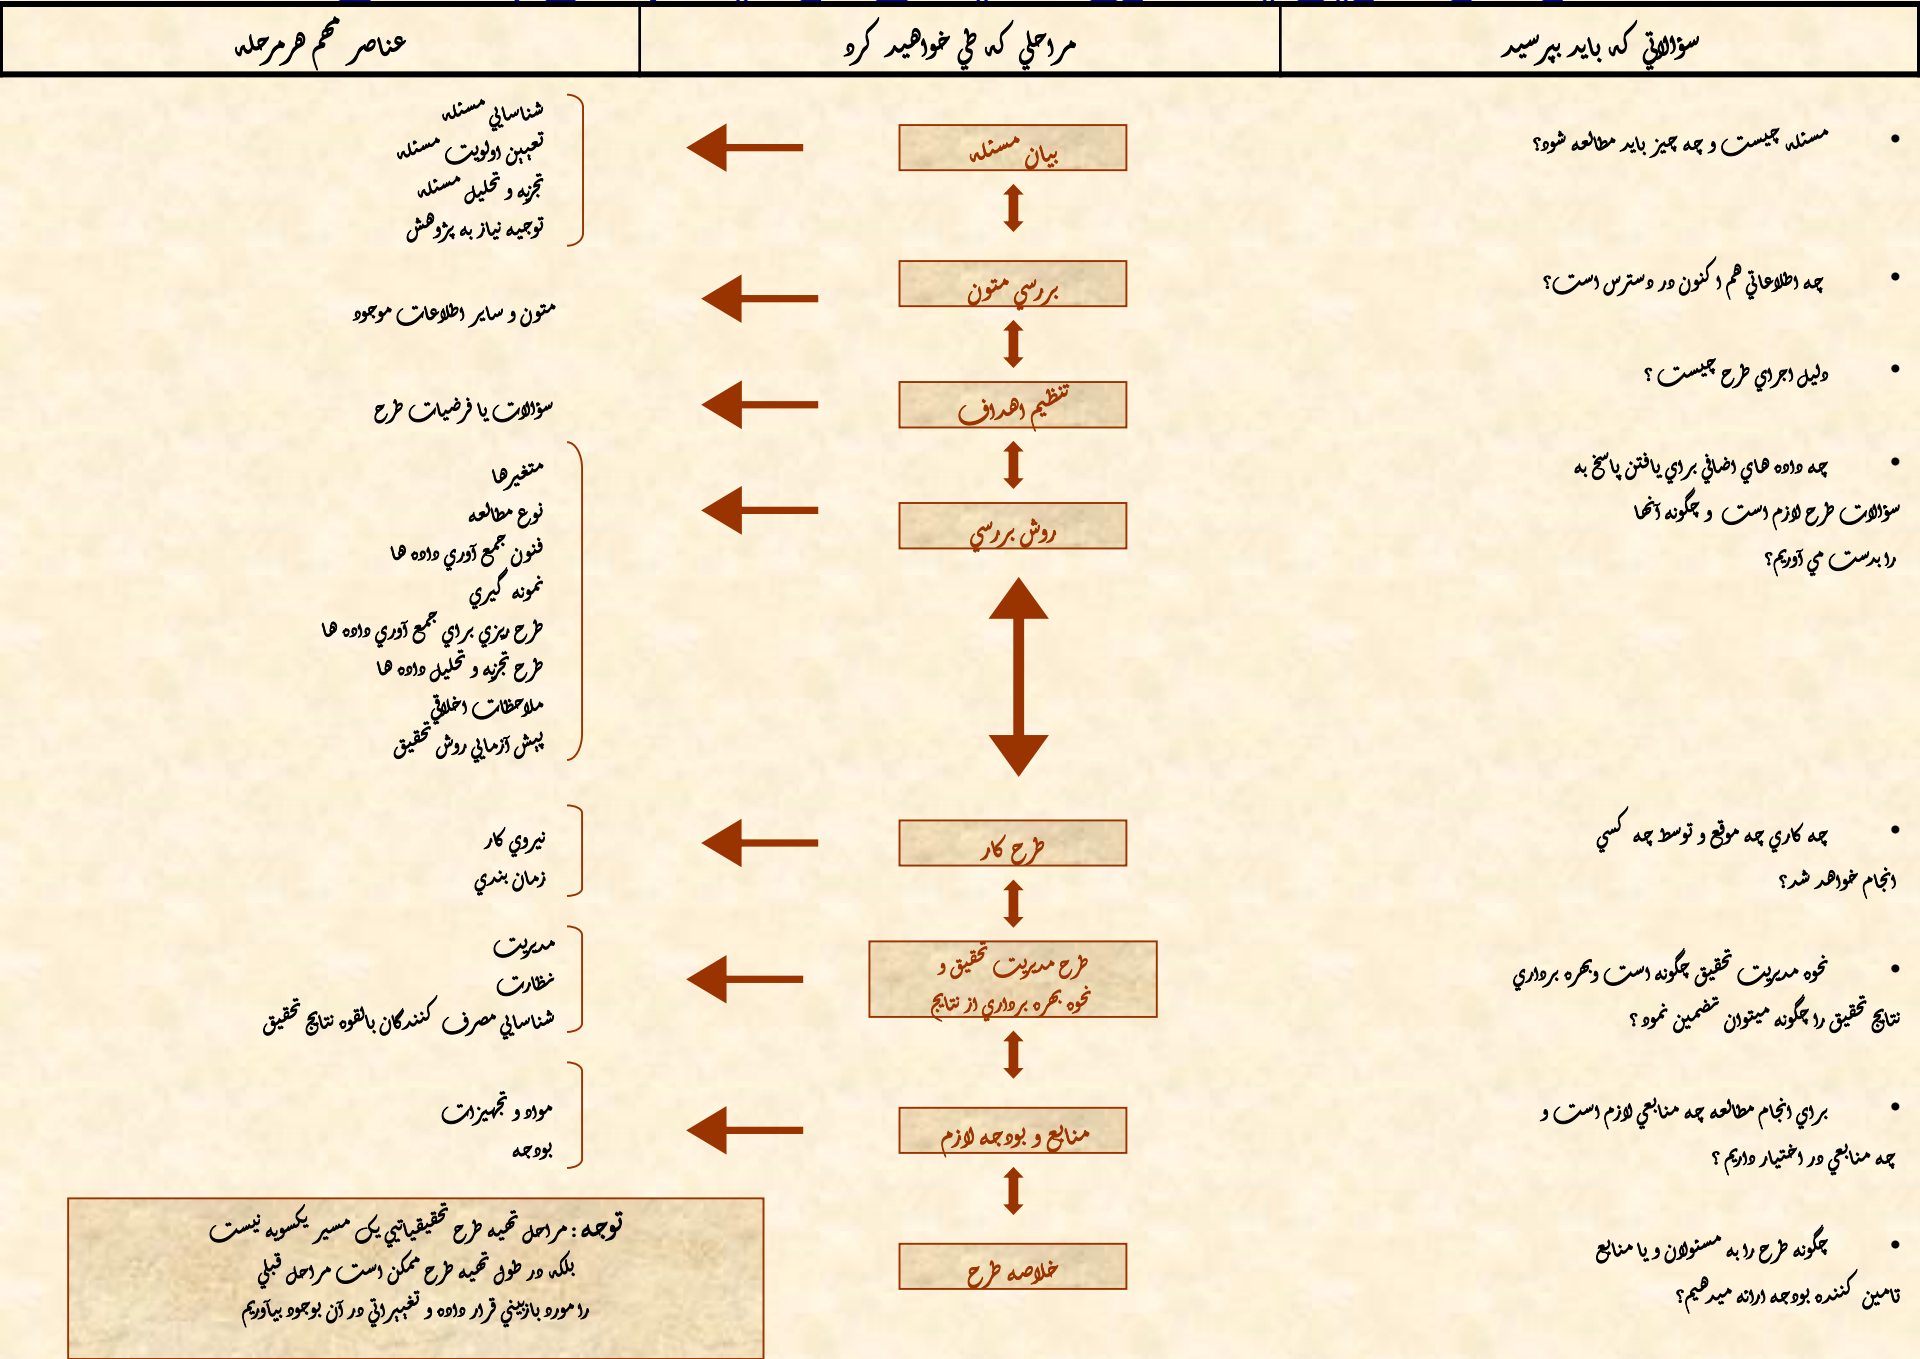 سؤالاتي كه بايد بپرسيد
مراحلي كه طي خواهيد كرد
عناصر مهم هرمرحله
• مسئله چيست و چه چيز بايد مطالعه شود؟
• چه اطلاعاتي هم اكنون در دسترس است؟
• دليل اجراي طرح چيست ؟
• چه داده هاي اضافي براي يافتن پاسخ به
سؤالات طرح لازم است و چگونه آنها
را بدست مي آوريم؟
• چه كاري چه موقع و توسط چه كسي
انجام خواهد شد؟
• نحوه مديريت تحقيق چگونه است وبهره برداري
نتايج تحقيق را چگونه ميتوان تضمين نمود ؟
• براي انجام مطالعه چه منابعي لازم است و
چه منابعي در اختيار داريم ؟
• چگونه طرح را به مسئولان و يا منابع
تامين كننده بودجه ارائه ميدهيم؟
بيان مسئله
بررسي متون
تنظيم اهداف
روش بررسي
طرح كار
طرح مديريت تحقيق و
نحوه بهره برداري از نتايج
منابع و بودجه لازم
خلاصه طرح
شناسايي مسئله
تعيين اولويت مسئله
تجزيه و تحليل مسئله
توجيه نياز به پژوهش
متون و ساير اطلاعات موجود
سؤالات يا فرضيات طرح
متغيرها
نوع مطالعه
فنون جمع آوري داده ها
نمونه گيري
طرح ريزي براي جمع آوري داده ها
طرح تجزيه و تحليل داده ها
ملاحظات اخلاقي
پيش آزمايي روش تحقيق
نيروي كار
زمان بندي
مديريت
نظارت
شناسايي مصرف كنندگان بالقوه نتايج تحقيق
مواد و تجهيزات
بودجه
توجه : مراحل تهيه طرح تحقيقياتيي يك مسير يكسويه نيست
بلكه در طول تهيه طرح ممكن است مراحل قبلي
را مورد بازبيني قرار داده و تغييراتي در آن بوجود بيآوريم